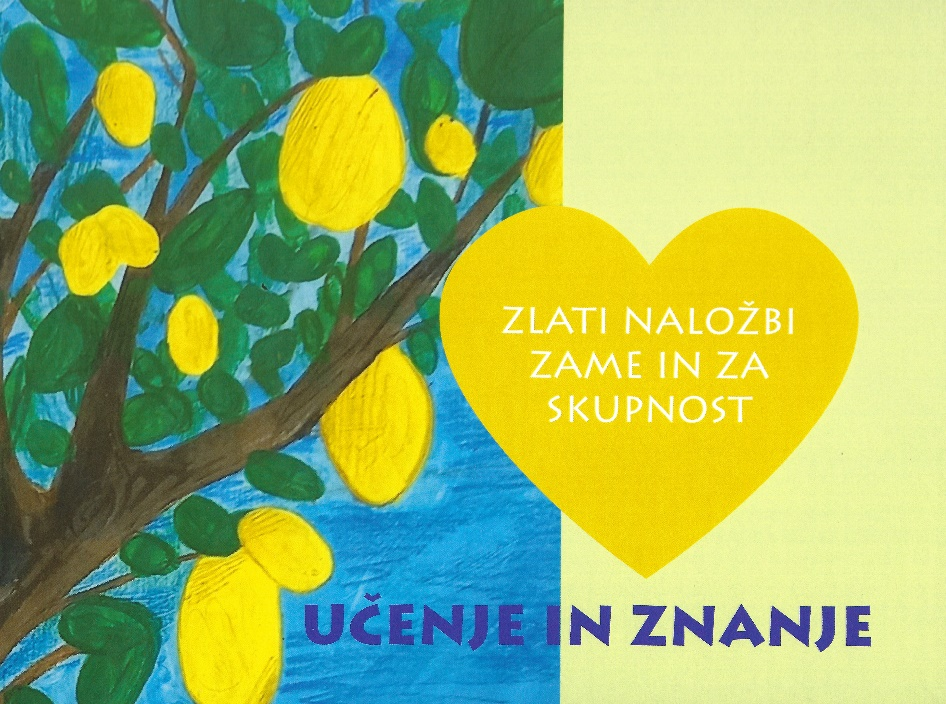 ZLATI NALOŽBI
ZAME IN ZA
SKUPNOST
UČENJE IN ZNANJE